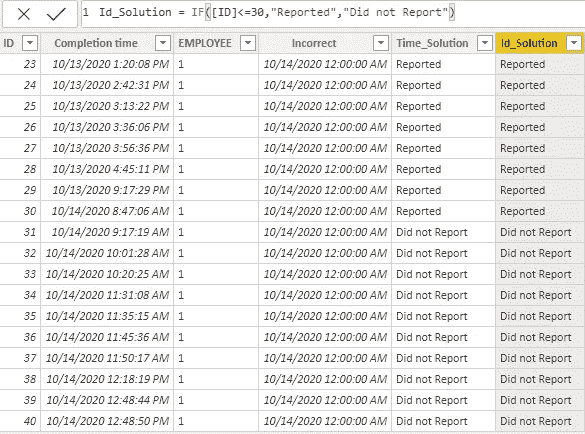 1 Id_Solution = IF([ID]<=30,"Reported","Did not Report")
ID Completion time EMPLOYEE Incorrect Time_Solution Id_Solution
23 10/13/2020 1:20:08 PM 1 10/14/2020 12:00:00 AM Reported Reported
24 10/13/2020 2:42:31 PM 1 10/14/2020 12:00:00 AM Reported Reported
25 10/13/2020 3:13:22 PM 1 10/14/2020 12:00:00 AM Reported Reported
26 10/13/2020 3:36:06 PM 1 10/14/2020 12:00:00 AM Reported Reported
27 10/13/2020 3:56:36 PM 1 10/14/2020 12:00:00 AM Reported Reported
28 10/13/2020 4:45:11 PM 1 10/14/2020 12:00:00 AM Reported Reported
29 10/13/2020 9:17:29 PM 1 10/14/2020 12:00:00 AM Reported Reported
30 10/14/2020 8:47:06 AM 1 10/14/2020 12:00:00 AM Reported Reported
31 10/14/2020 9:17:19 AM 1 10/14/2020 12:00:00 AM Did not Report Did not Report
32 10/14/2020 10:01:28 AM 1 10/14/2020 12:00:00 AM Did not Report Did not Report
33 10/14/2020 10:20:25 AM 1 10/14/2020 12:00:00 AM Did not Report Did not Report
34 10/14/2020 11:31:08 AM 1 10/14/2020 12:00:00 AM Did not Report Did not Report
35 10/14/2020 11:35:15 AM 1 10/14/2020 12:00:00 AM Did not Report Did not Report
36 10/14/2020 11:45:36 AM 1 10/14/2020 12:00:00 AM Did not Report Did not Report
37 10/14/2020 11:50:17 AM 1 10/14/2020 12:00:00 AM Did not Report Did not Report
38 10/14/2020 12:18:19 PM 1 10/14/2020 12:00:00 AM Did not Report Did not Report
39 10/14/2020 12:48:44 PM 1 10/14/2020 12:00:00 AM Did not Report Did not Report
40 10/14/2020 12:48:50 PM 1 10/14/2020 12:00:00 AM Did not Report Did not Report